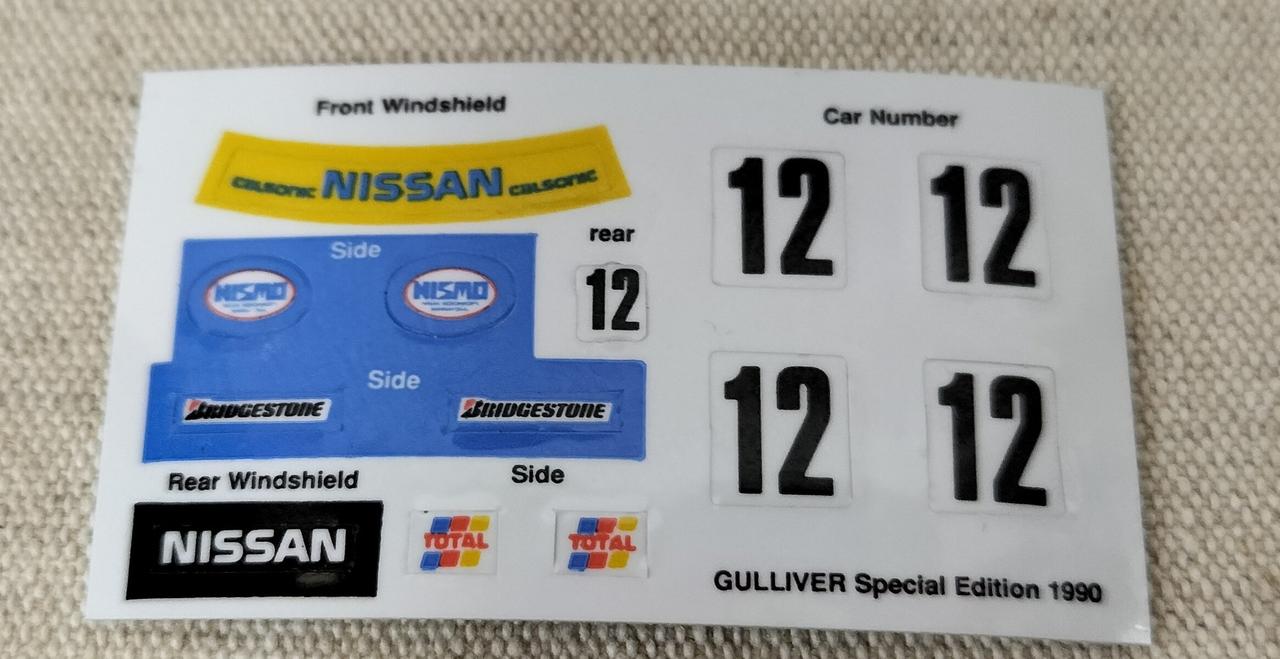 Front Windshield
calsonic NISSAN calsonic
Side
NISMO NISMO
rear
12
Side
BRIDGESTONE BRIDGESTONE
Rear Windshield
NISSAN
Side
TOTAL TOTAL
Car Number
12 12
12 12
GULLIVER Special Edition 1990